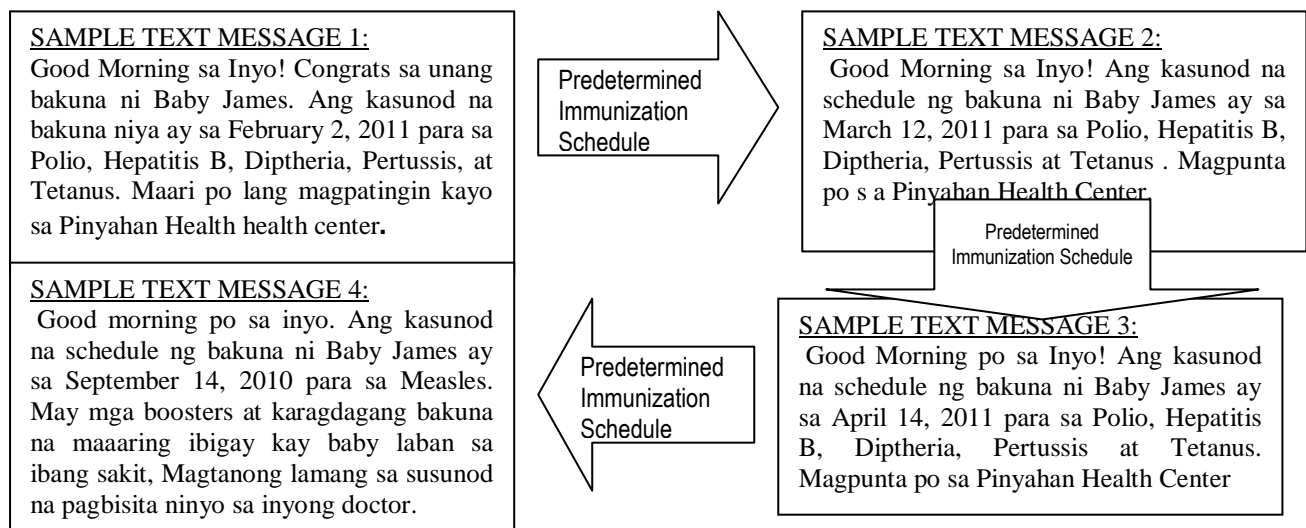 SAMPLE TEXT MESSAGE 1:
Good Morning sa Inyo! Congrats sa unang
bakuna ni Baby James. Ang kasunod na
bakuna niya ay sa February 2, 2011 para sa
Polio, Hepatitis B, Diptheria, Pertussis, at
Tetanus. Maari po lang magpatingin kayo
sa Pinyahan Health health center.
Predetermined
Immunization
Schedule
SAMPLE TEXT MESSAGE 2:
Good Morning sa Inyo! Ang kasunod na
schedule ng bakuna ni Baby James ay sa
March 12, 2011 para sa Polio, Hepatitis B,
Diptheria, Pertussis at Tetanus . Magpunta
po s a Pinyahan Health Center.
Predetermined
Immunization Schedule
SAMPLE TEXT MESSAGE 3:
Good Morning po sa Inyo! Ang kasunod
na schedule ng bakuna ni Baby James ay
sa April 14, 2011 para sa Polio, Hepatitis
B, Diptheria, Pertussis at Tetanus.
Magpunta po sa Pinyahan Health Center
Predetermined
Immunization
Schedule
SAMPLE TEXT MESSAGE 4:
Good morning po sa inyo. Ang kasunod
na schedule ng bakuna ni Baby James ay
sa September 14, 2010 para sa Measles.
May mga boosters at karagdagang bakuna
na maaaring ibigay kay baby laban sa
ibang sakit, Magtanong lamang sa susunod
na pagbisita ninyo sa inyong doctor.